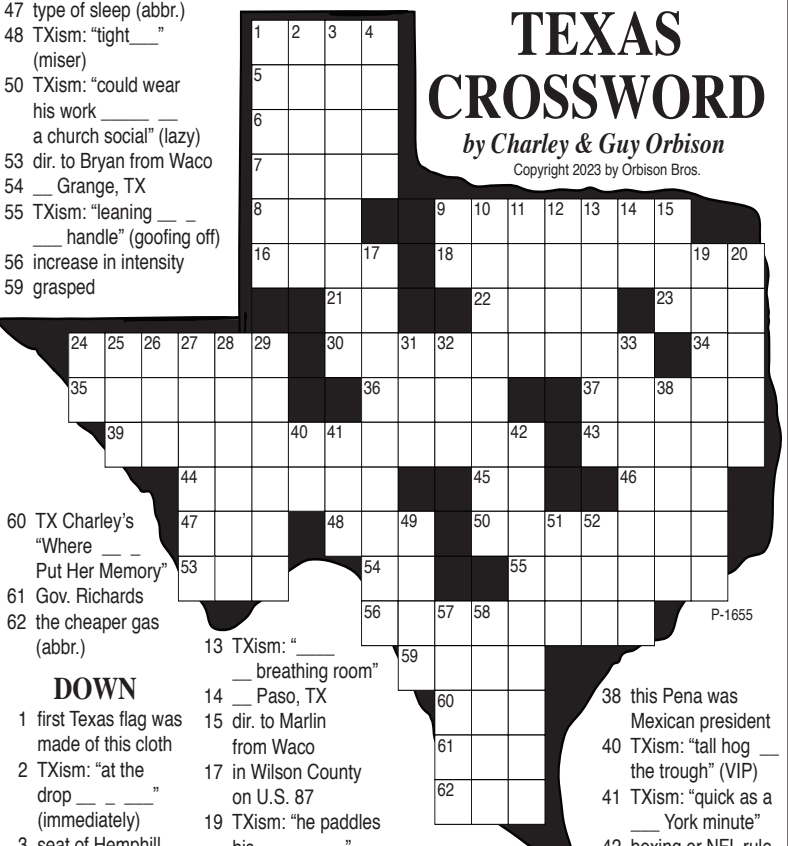 47 type of sleep (abbr.)
48 TXism: “tight___”
(miser)
50 TXism: “could wear
his work _____ __
a church social” (lazy)
53 dir. to Bryan from Waco
54 __ Grange, TX
55 TXism: “leaning __ _
___ handle” (goofing off)
56 increase in intensity
59 grasped
TEXAS
CROSSWORD
by Charley & Guy Orbison
Copyright 2023 by Orbison Bros.
1 2 3 4
5
6
7
8 9 10 11 12 13 14 15
16 17 18 19 20
21 22 23
24 25 26 27 28 29 30 31 32 33 34
35 36 37 38
39 40 41 42 43
44 45 46
47 48 49 50 51 52
53 54 55
56 57 58
59
60
61
62
P-1655
60 TX Charley’s
“Where __ _
Put Her Memory”
61 Gov. Richards
62 the cheaper gas
(abbr.)
DOWN
1 first Texas flag was
made of this cloth
2 TXism: “at the
drop __ _ ___”
(immediately)
3 seat of Hemphill
13 TXism: “____
__ breathing room”
14 __ Paso, TX
15 dir. to Marlin
from Waco
17 in Wilson County
on U.S. 87
19 TXism: “he paddles
38 this Pena was
Mexican president
40 TXism: “tall hog __
the trough” (VIP)
41 TXism: “quick as a
___ York minute”
42 boxing or NFL rule